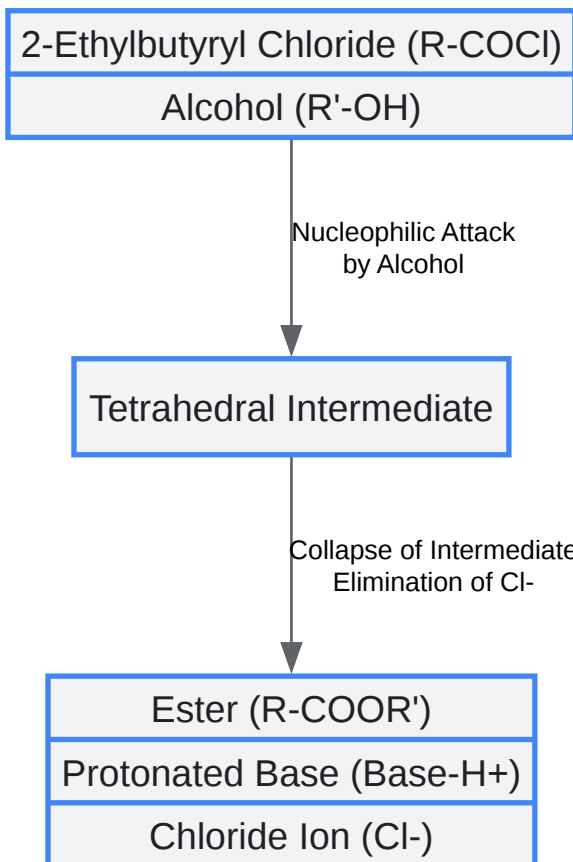 2-Ethylbutyryl Chloride (R-COCl)
Alcohol (R'-OH)
Nucleophilic Attack
by Alcohol
Tetrahedral Intermediate
Collapse of Intermediate
Elimination of Cl-
Ester (R-COOR')
Protonated Base (Base-H+)
Chloride Ion (Cl-)